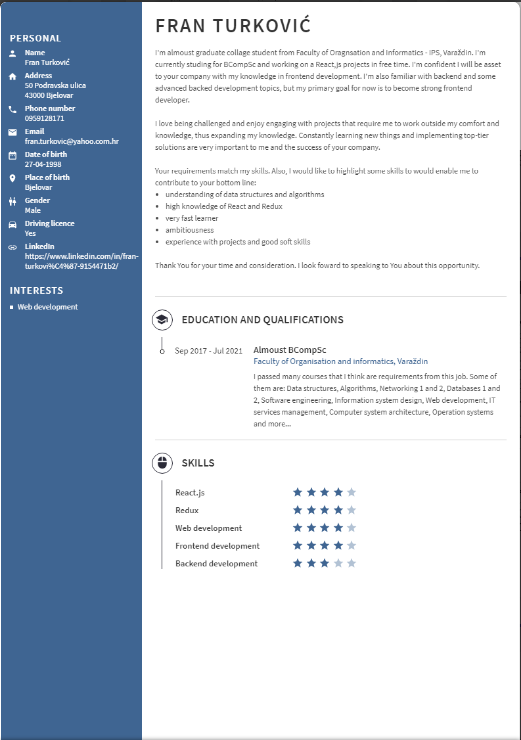 PERSONAL
Name
Fran Turković
Address
50 Podravska ulica
43000 Bjelovar
Phone number
0959128171
Email
fran.turkovic@yahoo.com.hr
Date of birth
27-04-1998
Place of birth
Bjelovar
Gender
Male
Driving licence
Yes
LinkedIn
https://www.linkedin.com/in/fran-
turkovi%C4%87-9154471b2/
INTERESTS
Web development
FRAN TURKOVIĆ
I'm almoust graduate collage student from Faculty of Oragnsation and Informatics - IPS, Varaždin. I'm
currently studing for BCompSc and working on a React.js projects in free time. I'm confident I will be asset
to your company with my knowledge in frontend development. I'm also familiar with backend and some
advanced backed development topics, but my primary goal for now is to become strong frontend
developer.
I love being challenged and enjoy engaging with projects that require me to work outside my comfort and
knowledge, thus expanding my knowledge. Constantly learning new things and implementing top-tier
solutions are very important to me and the success of your company.
Your requirements match my skills. Also, I would like to highlight some skills to would enable me to
contribute to your bottom line:
• understanding of data structures and algorithms
• high knowledge of React and Redux
• very fast learner
• ambitiousness
• experience with projects and good soft skills
Thank You for your time and consideration. I look foward to speaking to You about this opportunity.
EDUCATION AND QUALIFICATIONS
Sep 2017 - Jul 2021
Almoust BCompSc
Faculty of Organisation and informatics, Varaždin
I passed many courses that I think are requirements from this job. Some of
them are: Data structures, Algorithms, Networking 1 and 2, Databases 1 and
2, Software engineering, Information system design, Web development, IT
services management, Computer system architecture, Operation systems
and more...
SKILLS
React.js
Redux
Web development
Frontend development
Backend development